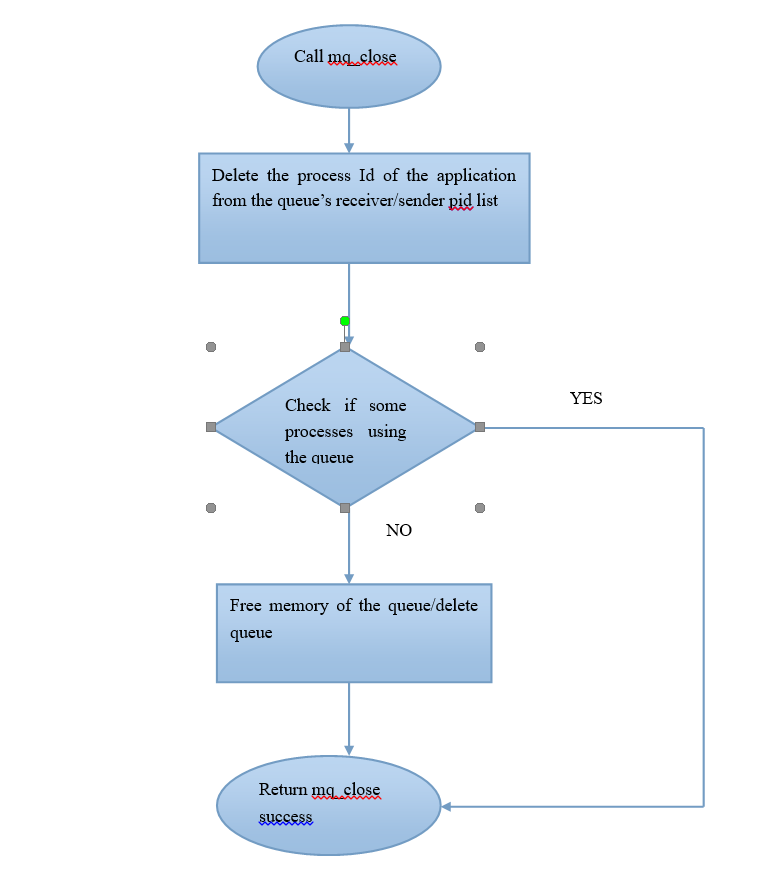 Call mq_close
Delete the process Id of the application
from the queue’s receiver/sender pid list
Check if some
processes using
the queue
YES
NO
Free memory of the queue/delete
queue
Return mq_close
success